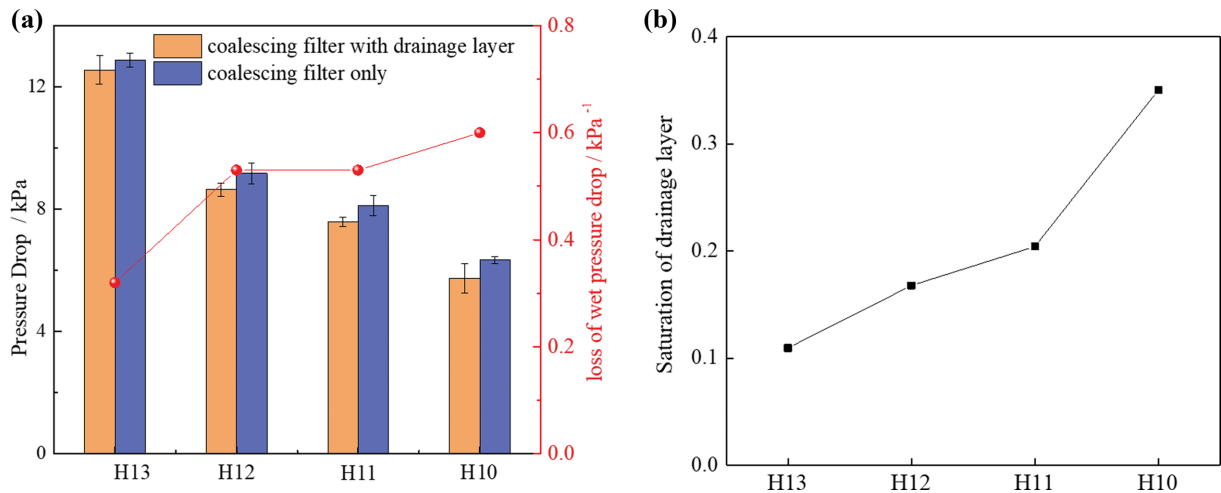 (a)
coalescing filter with drainage layer
coalescing filter only
Pressure Drop / kPa
0
4
8
12
H13
H12
H11
H10
0.0
0.2
0.4
0.6
0.8
loss of wet pressure drop / kPa⁻¹
(b)
Saturation of drainage layer
0.0
0.1
0.2
0.3
0.4
H13
H12
H11
H10